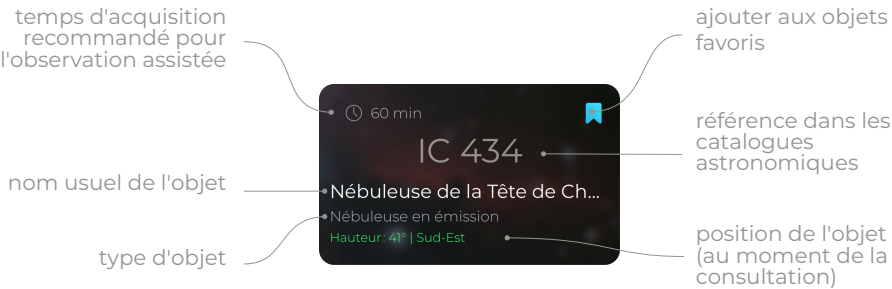 temps d'acquisition
recommandé pour
l'observation assistée
ajouter aux objets
favoris
60 min
IC 434
référence dans les
catalogues
astronomiques
nom usuel de l'objet
Nébuleuse de la Tête de Ch...
Nébuleuse en émission
Hauteur: 41° | Sud-Est
type d'objet
position de l'objet
(au moment de la
consultation)